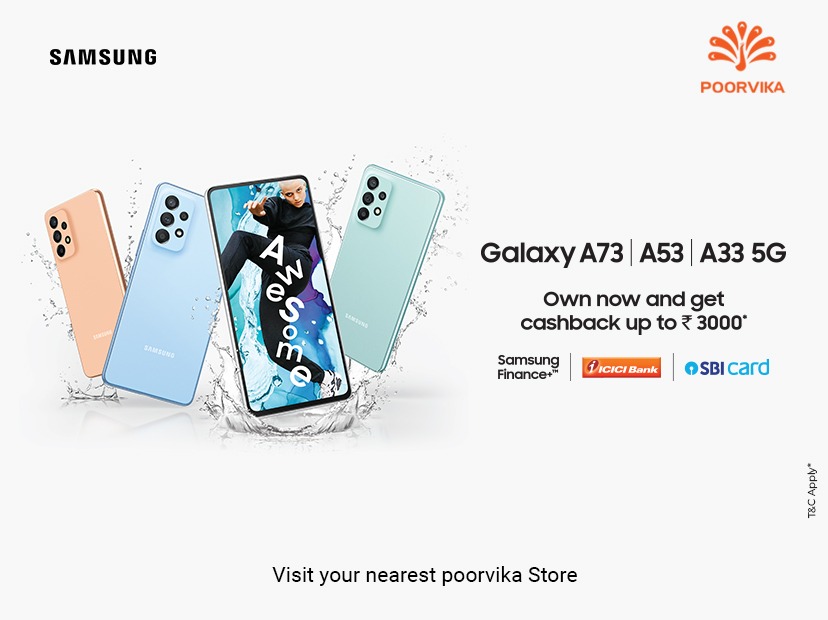 SAMSUNG
POORVIKA
Awesome
SAMSUNG
SAMSUNG
SAMSUNG
Galaxy A73 | A53 | A33 5G
Own now and get
cashback up to ₹ 3000*
Samsung
Finance+™
ICICI Bank
SBI card
T&C Apply*
Visit your nearest poorvika Store